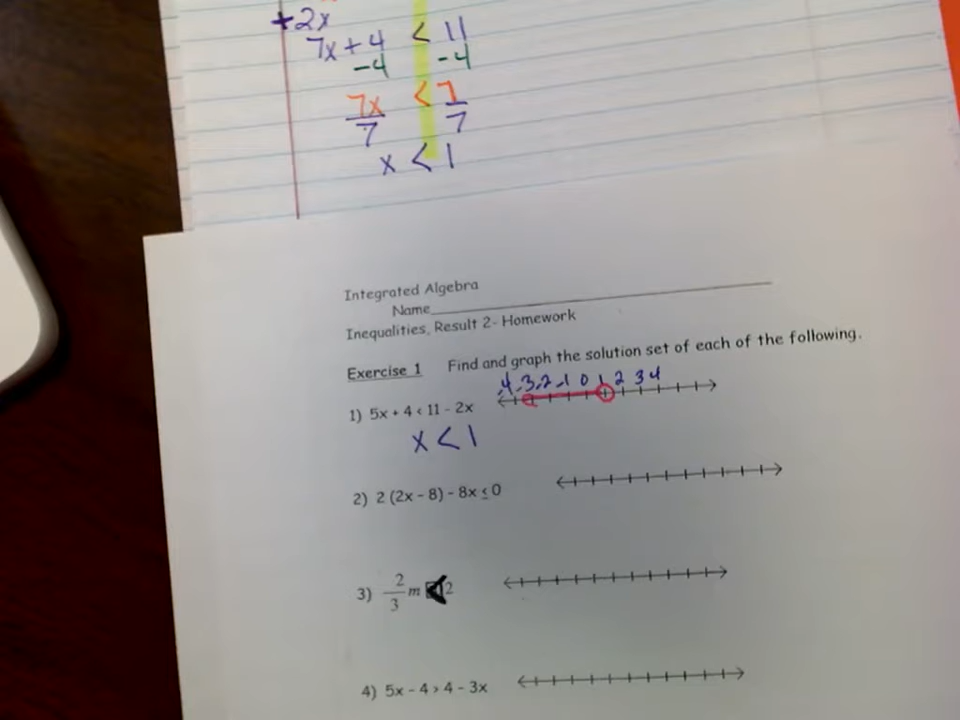 +2x
7x + 4 < 11
-4 -4
7x < 7
7 7
x < 1
Integrated Algebra
Name
Inequalities, Result 2- Homework
Exercise 1 Find and graph the solution set of each of the following.
-4 -3 -2 -1 0 1 2 3 4
1) 5x + 4 < 11 - 2x
x < 1
2) 2 (2x - 8) - 8x ≤ 0
3) 2/3 m < 2
4) 5x - 4 > 4 - 3x